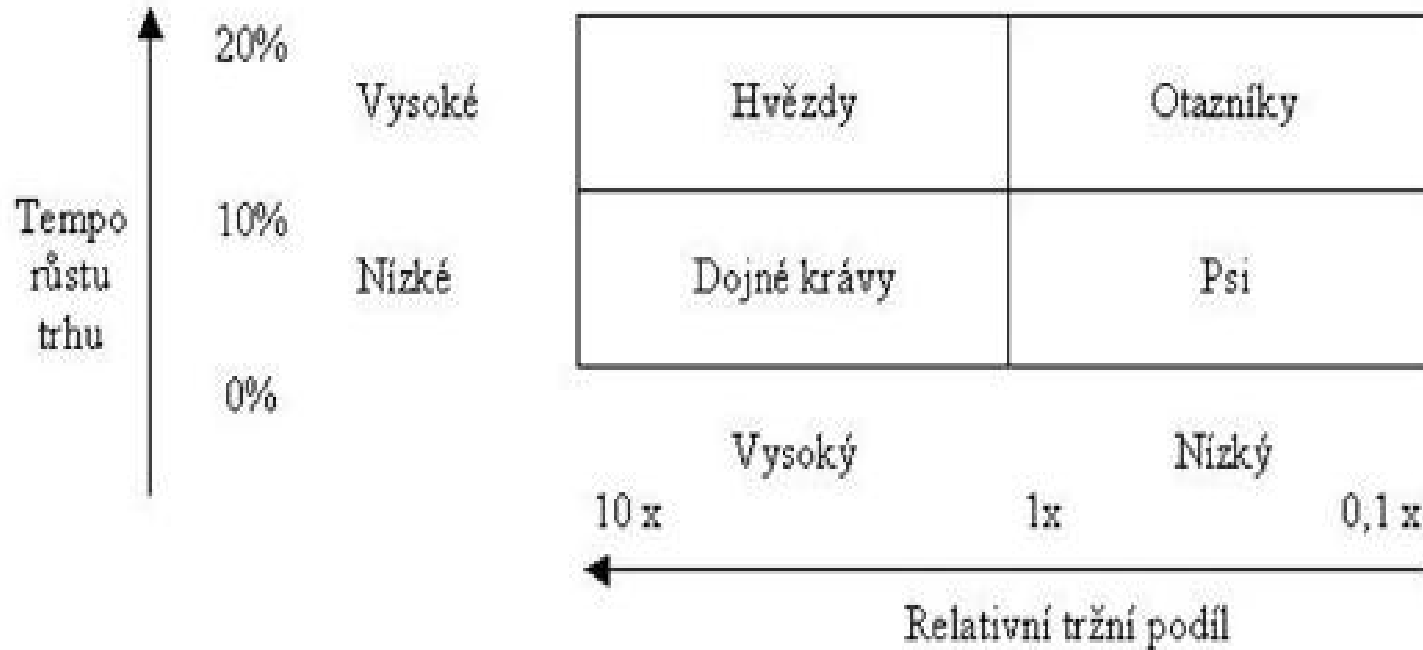 20%
Vysoké
Hvězdy
Otazníky
Tempo
růstu
trhu
10%
Nízké
Dojné krávy
Psi
0%
Vysoký
Nízký
10 x
1x
0,1 x
Relativní tržní podíl